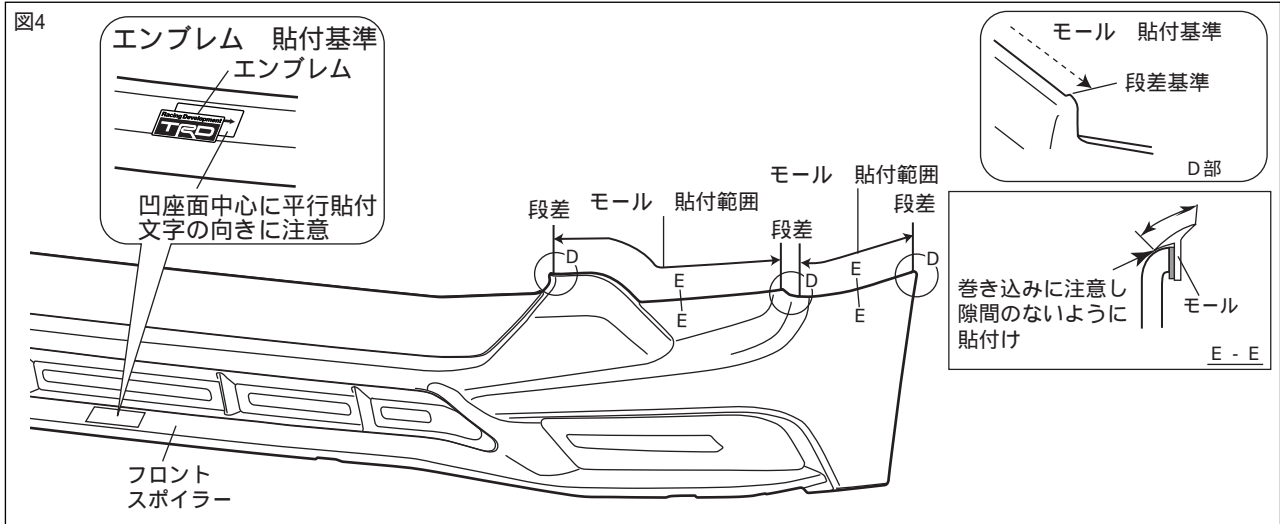 図4
エンブレム 貼付基準
エンブレム
Racing Development
TRD
凹座面中心に平行貼付
文字の向きに注意
段差
モール 貼付範囲
段差
モール 貼付範囲
段差
D
E
E
D
E
E
D
フロント
スポイラー
モール 貼付基準
段差基準
D部
巻き込みに注意し
隙間のないように
貼付け
モール
E - E